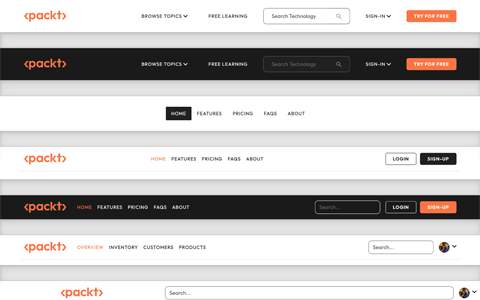 <packt> BROWSE TOPICS FREE LEARNING Search Technology SIGN-IN TRY FOR FREE
<packt> BROWSE TOPICS FREE LEARNING Search Technology SIGN-IN TRY FOR FREE
HOME FEATURES PRICING FAQS ABOUT
<packt> HOME FEATURES PRICING FAQS ABOUT LOGIN SIGN-UP
<packt> HOME FEATURES PRICING FAQS ABOUT Search... LOGIN SIGN-UP
<packt> OVERVIEW INVENTORY CUSTOMERS PRODUCTS Search...
<packt> Search...